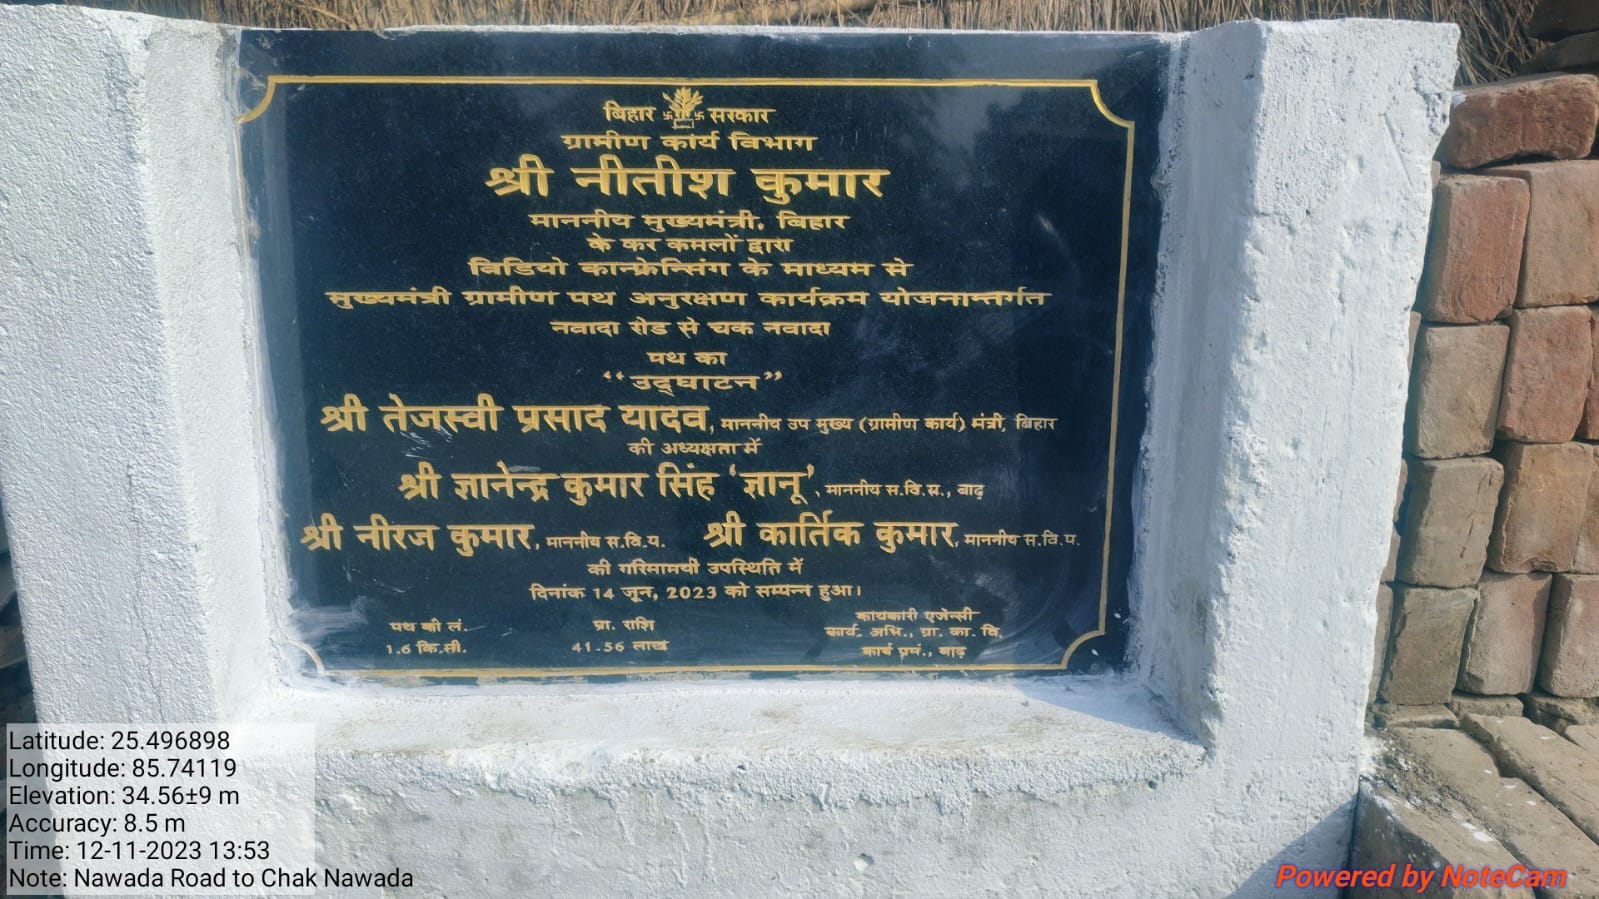 बिहार सरकार
ग्रामीण कार्य विभाग
श्री नीतीश कुमार
माननीय मुख्यमंत्री, बिहार
के कर कमलों द्वारा
विडियो कान्फ्रेन्सिंग के माध्यम से
मुख्यमंत्री ग्रामीण पथ अनुरक्षण कार्यक्रम योजनान्तर्गत
नवादा रोड से चक नवादा
पथ का
“उद्घाटन”
श्री तेजस्वी प्रसाद यादव, माननीय उप मुख्य (ग्रामीण कार्य) मंत्री, बिहार
की अध्यक्षता में
श्री ज्ञानेन्द्र कुमार सिंह ‘ज्ञानू’, माननीय स.वि.स., बाढ़
श्री नीरज कुमार, माननीय स.वि.प. श्री कार्तिक कुमार, माननीय स.वि.प.
की गरिमामयी उपस्थिति में
दिनांक 14 जून, 2023 को सम्पन्न हुआ।
पथ की लं. प्रा. राशि कार्यकारी एजेन्सी
1.6 कि.मी. 41.56 लाख कार्य. अभि., ग्रा. का. वि.
कार्य प्रमं., बाढ़
Latitude: 25.496898
Longitude: 85.74119
Elevation: 34.56±9 m
Accuracy: 8.5 m
Time: 12-11-2023 13:53
Note: Nawada Road to Chak Nawada
Powered by NoteCam